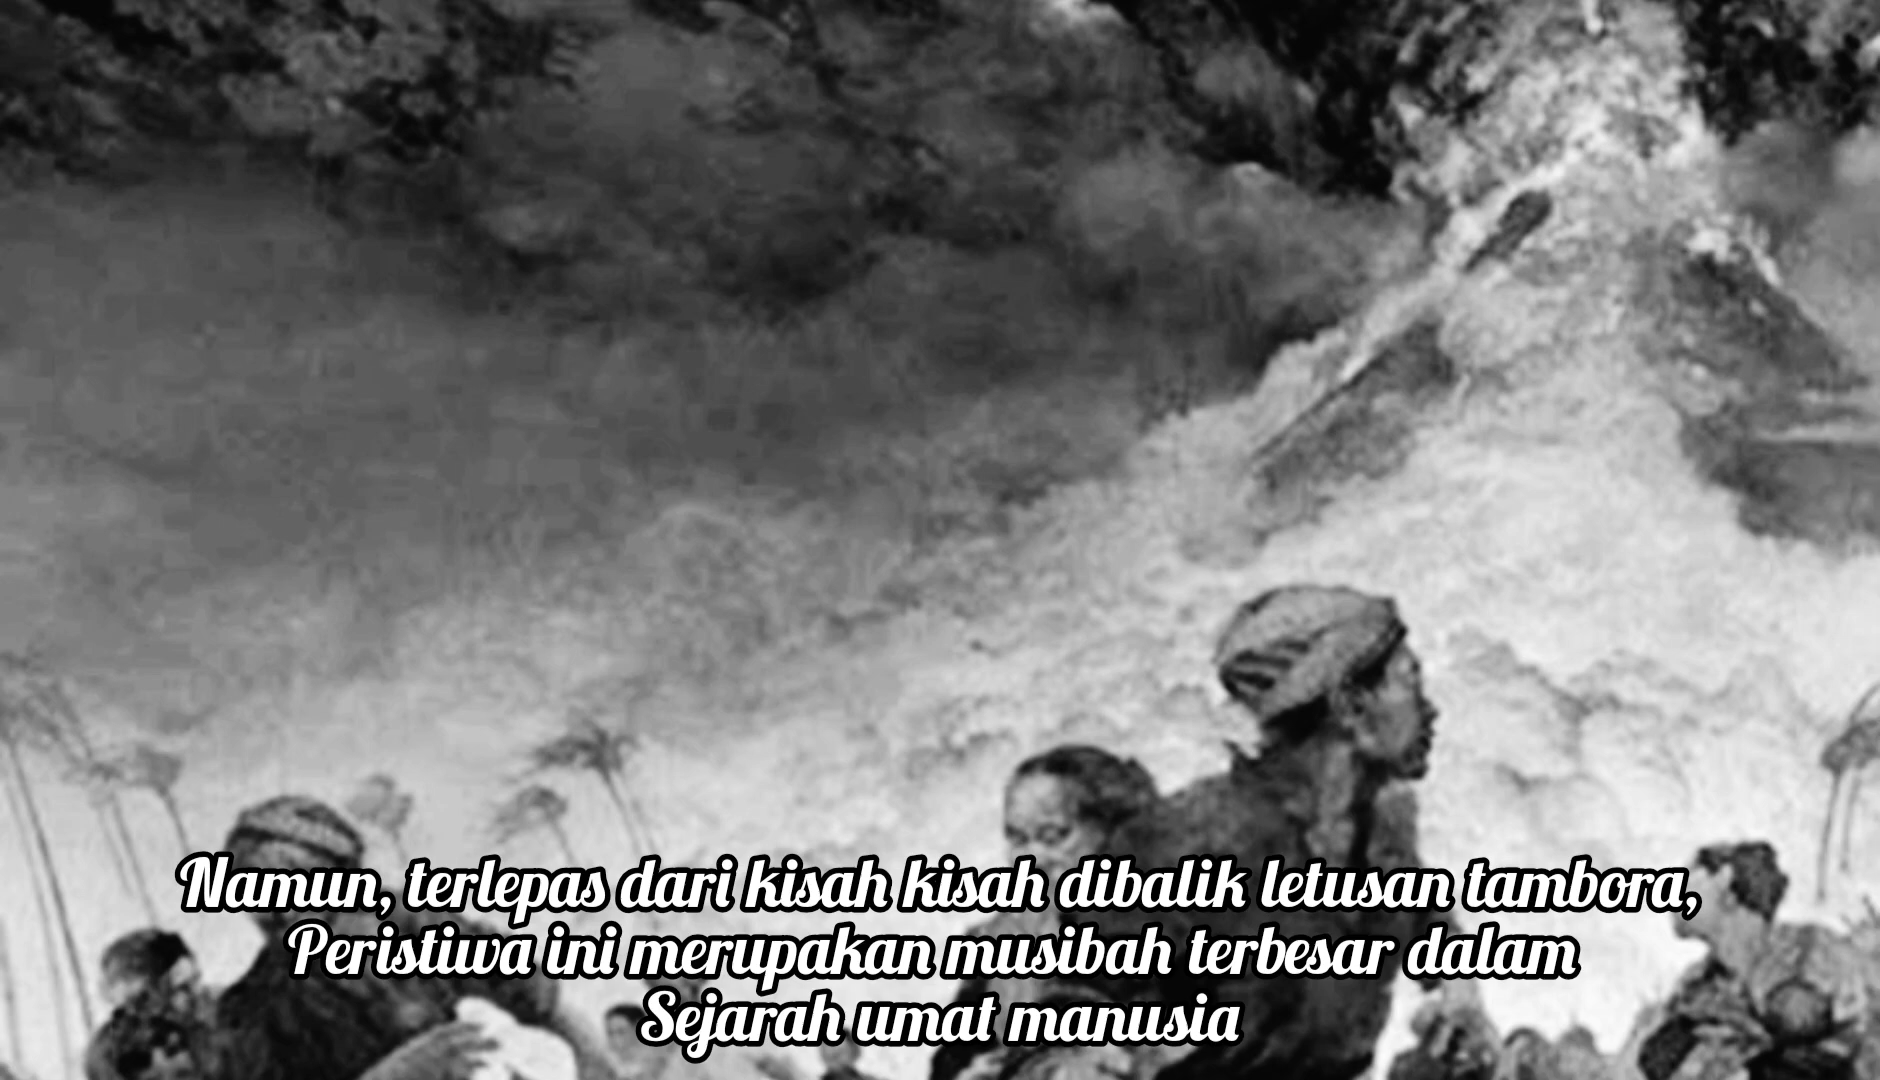 Namun, terlepas dari kisah kisah dibalik letusan tambora,
Peristiwa ini merupakan musibah terbesar dalam
Sejarah umat manusia